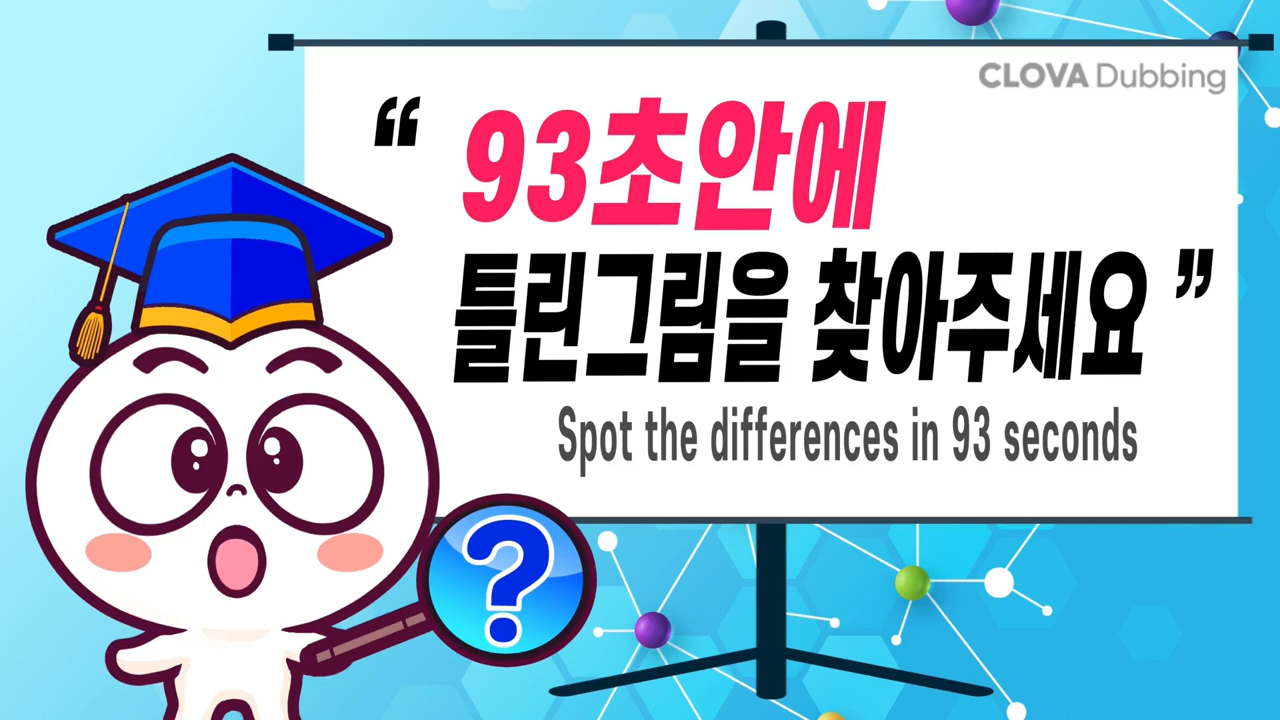 CLOVA Dubbing
“ 93초안에
틀린그림을 찾아주세요 ”
Spot the differences in 93 seconds
?